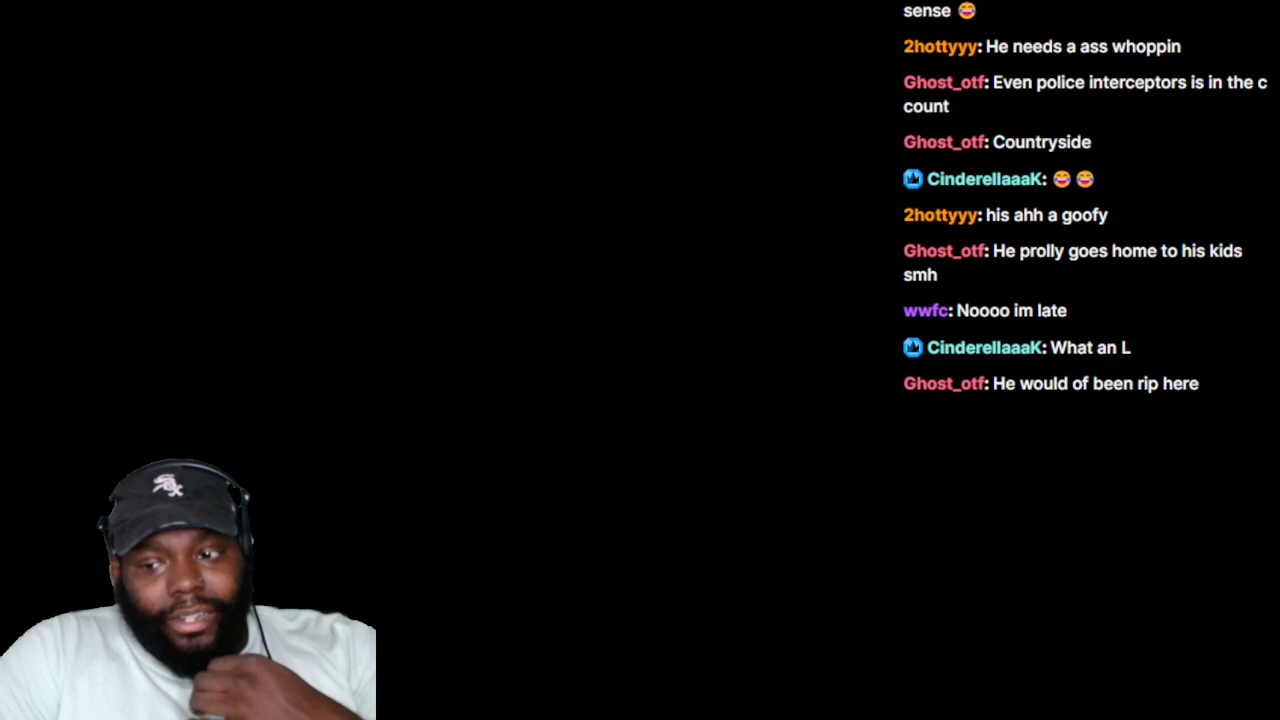 sense 😂
2hottyyy: He needs a ass whoppin
Ghost_otf: Even police interceptors is in the c
count
Ghost_otf: Countryside
CinderellaaaK: 😂 😂
2hottyyy: his ahh a goofy
Ghost_otf: He prolly goes home to his kids
smh
wwfc: Noooo im late
CinderellaaaK: What an L
Ghost_otf: He would of been rip here
Sox